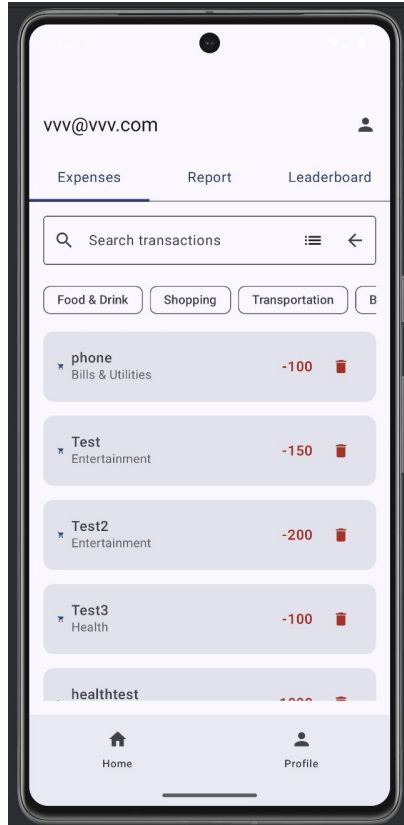 vvv@vvv.com
Expenses Report Leaderboard
Search transactions
Food & Drink Shopping Transportation B
phone
Bills & Utilities
-100
Test
Entertainment
-150
Test2
Entertainment
-200
Test3
Health
-100
healthtest
Home Profile